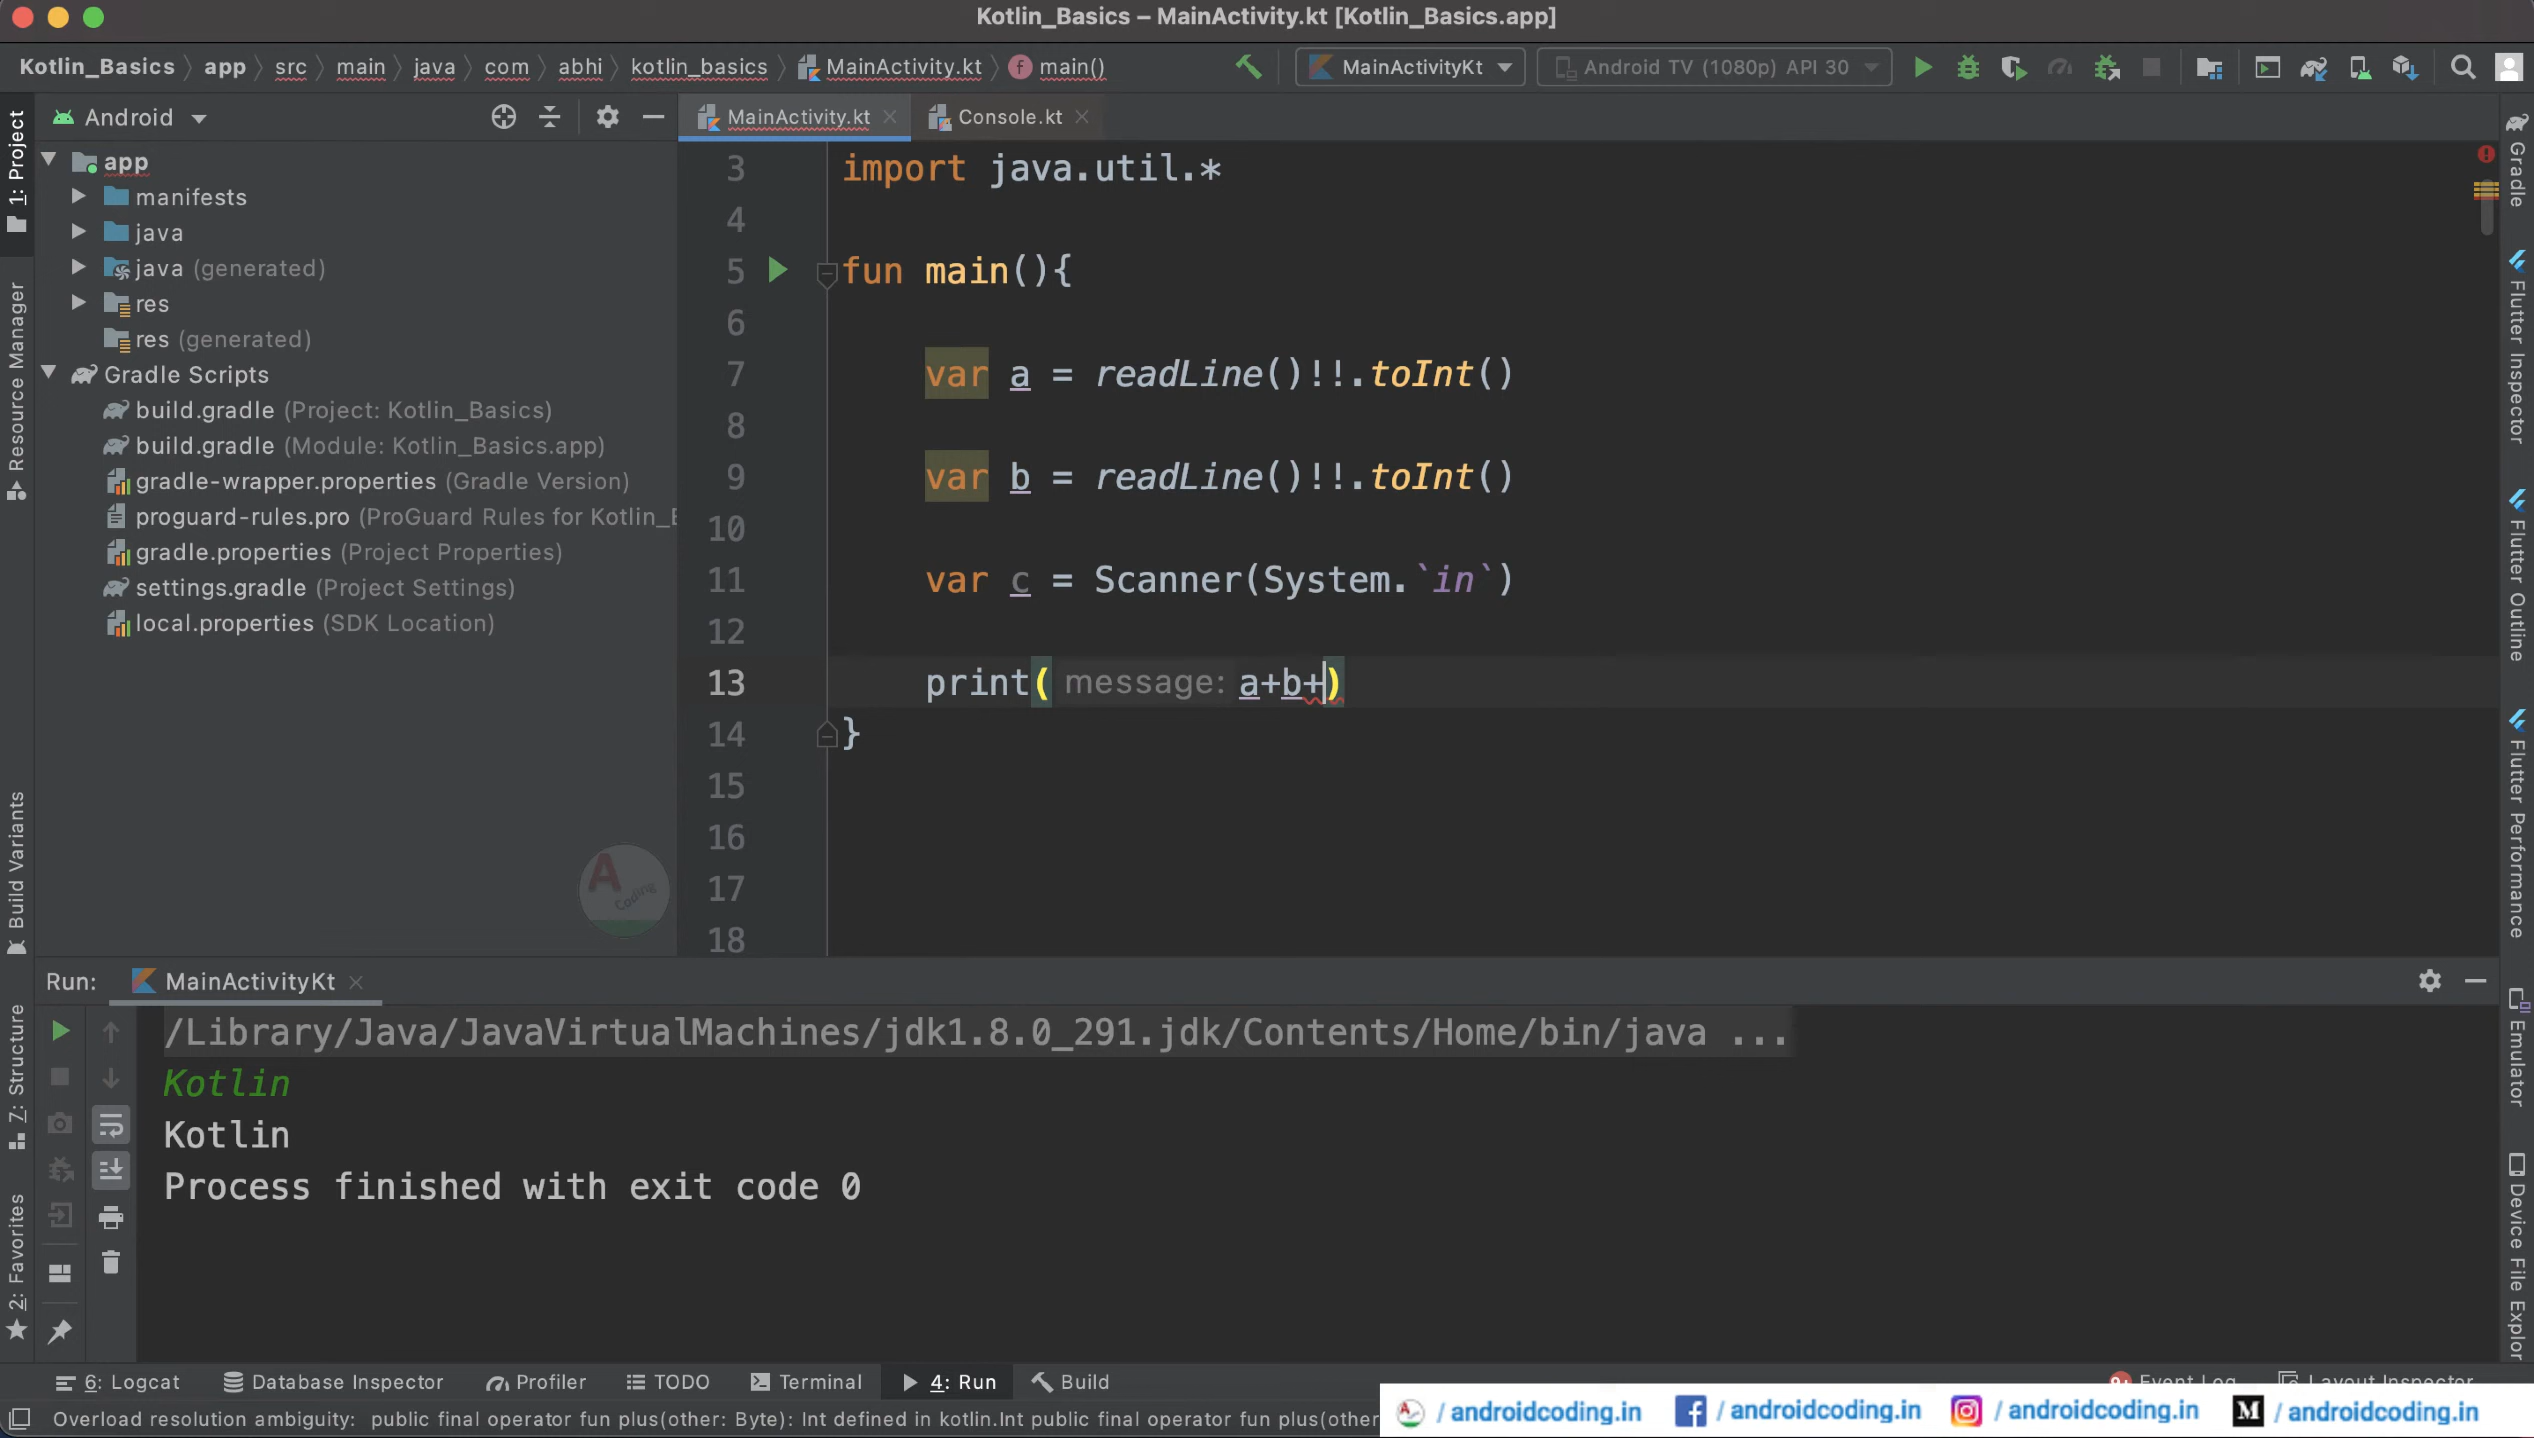 Kotlin_Basics – MainActivity.kt [Kotlin_Basics.app]
Kotlin_Basics app src main java com abhi kotlin_basics MainActivity.kt main() MainActivityKt Android TV (1080p) API 30
1: Project
Resource Manager
Build Variants
7: Structure
2: Favorites
Android
app
manifests
java
java (generated)
res
res (generated)
Gradle Scripts
build.gradle (Project: Kotlin_Basics)
build.gradle (Module: Kotlin_Basics.app)
gradle-wrapper.properties (Gradle Version)
proguard-rules.pro (ProGuard Rules for Kotlin_B
gradle.properties (Project Properties)
settings.gradle (Project Settings)
local.properties (SDK Location)
A Coding
MainActivity.kt Console.kt
3 import java.util.*
4
5 fun main(){
6
7 var a = readLine()!!.toInt()
8
9 var b = readLine()!!.toInt()
10
11 var c = Scanner(System.`in`)
12
13 print( message: a+b+)
14 }
15
16
17
18
Gradle
Flutter Inspector
Flutter Outline
Flutter Performance
Emulator
Device File Explor
Run: MainActivityKt
/Library/Java/JavaVirtualMachines/jdk1.8.0_291.jdk/Contents/Home/bin/java ...
Kotlin
Kotlin
Process finished with exit code 0
6: Logcat Database Inspector Profiler TODO Terminal 4: Run Build Event Log Layout Inspector
Overload resolution ambiguity: public final operator fun plus(other: Byte): Int defined in kotlin.Int public final operator fun plus(other
/ androidcoding.in / androidcoding.in / androidcoding.in M / androidcoding.in